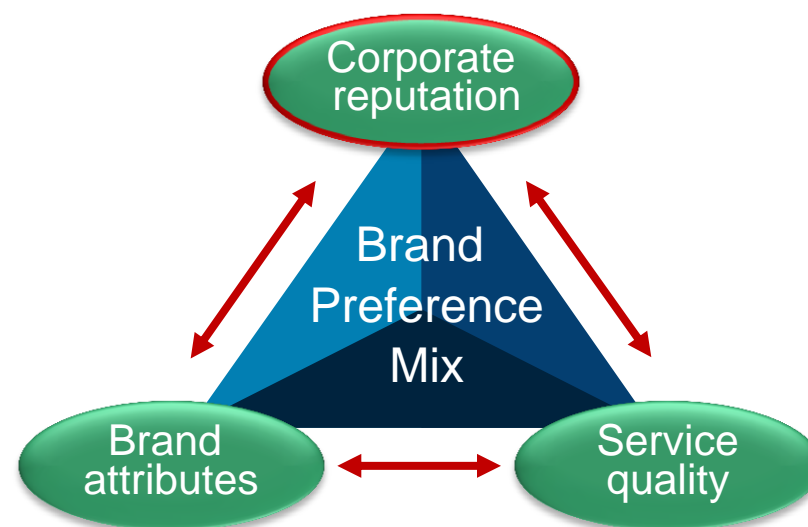 Corporate
reputation
Brand
Preference
Mix
Brand
attributes
Service
quality